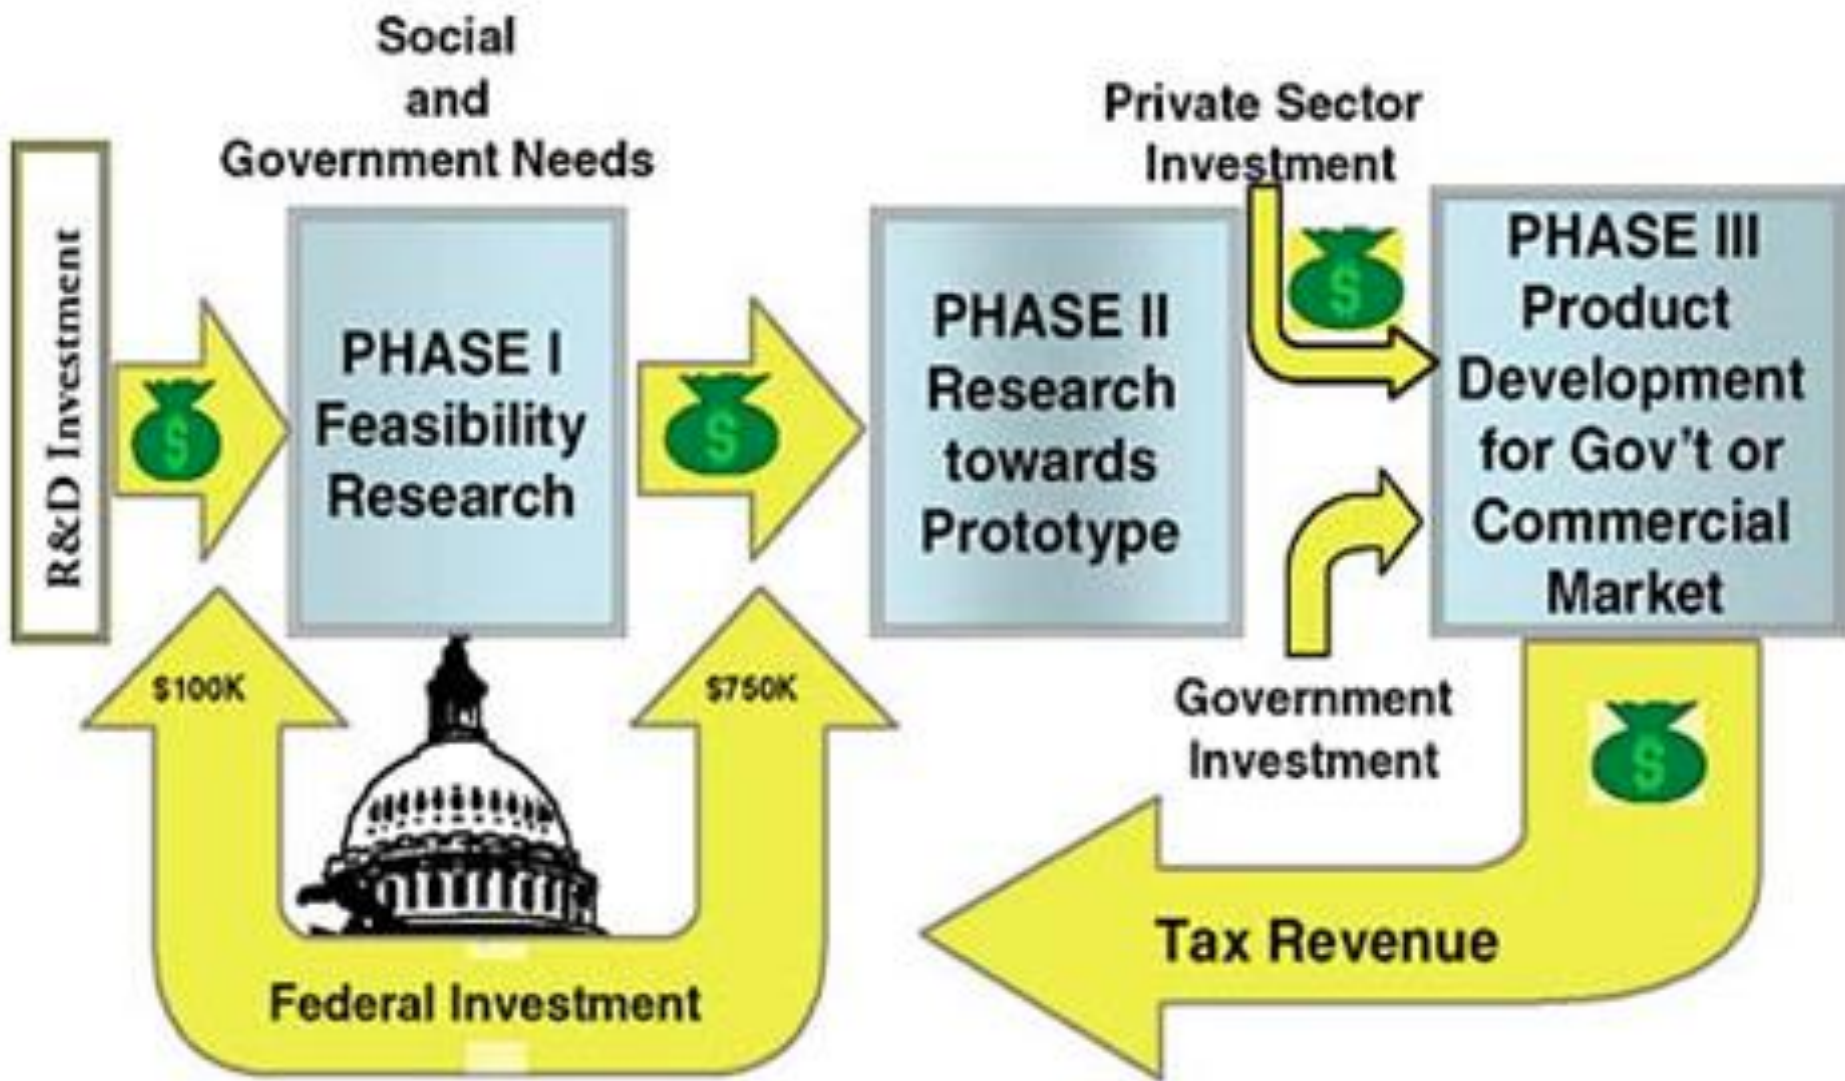 Social
and
Government Needs
Private Sector
Investment
R&D Investment
PHASE I
Feasibility
Research
PHASE II
Research
towards
Prototype
PHASE III
Product
Development
for Gov't or
Commercial
Market
$
$
$
$100K
$750K
Government
Investment
$
Federal Investment
Tax Revenue